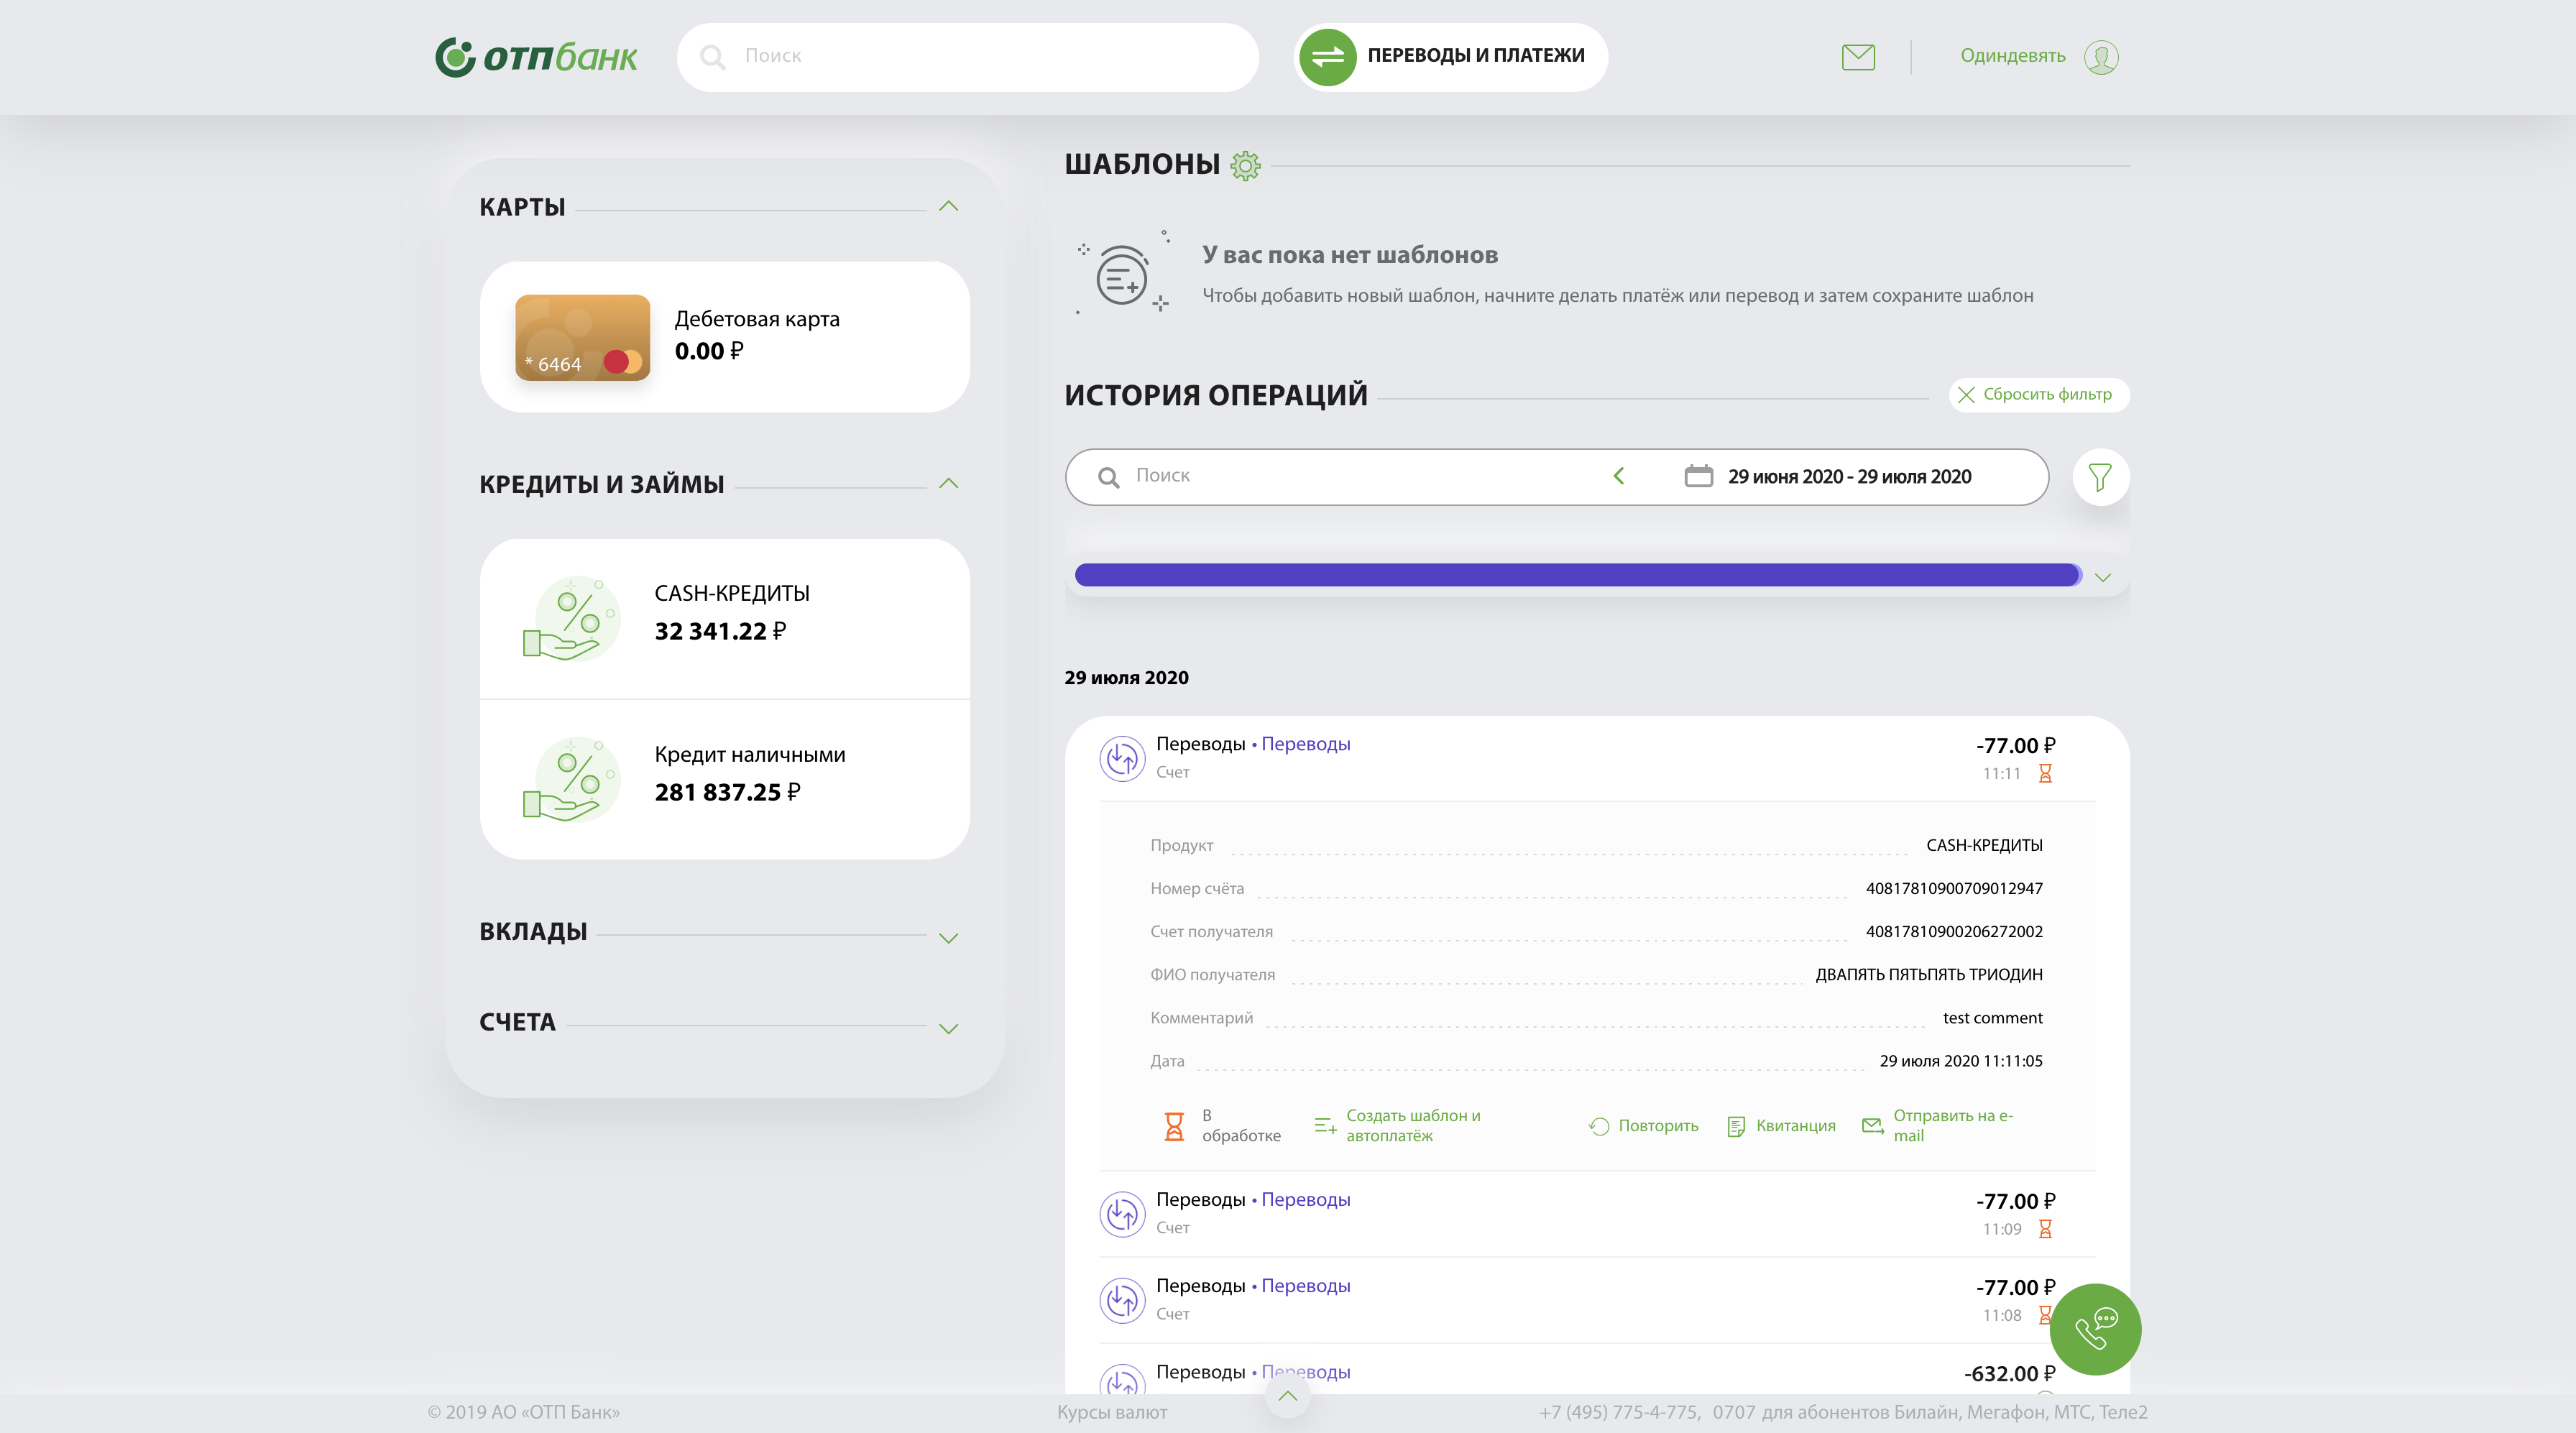 ОТПбанк
Поиск
ПЕРЕВОДЫ И ПЛАТЕЖИ
Одиндевять
КАРТЫ
* 6464
Дебетовая карта
0.00 ₽
КРЕДИТЫ И ЗАЙМЫ
CASH-КРЕДИТЫ
32 341.22 ₽
Кредит наличными
281 837.25 ₽
ВКЛАДЫ
СЧЕТА
ШАБЛОНЫ
У вас пока нет шаблонов
Чтобы добавить новый шаблон, начните делать платёж или перевод и затем сохраните шаблон
ИСТОРИЯ ОПЕРАЦИЙ
Сбросить фильтр
Поиск
29 июня 2020 - 29 июля 2020
29 июля 2020
Переводы • Переводы
-77.00 ₽
Счет
11:11
Продукт CASH-КРЕДИТЫ
Номер счёта 40817810900709012947
Счет получателя 40817810900206272002
ФИО получателя ДВАПЯТЬ ПЯТЬПЯТЬ ТРИОДИН
Комментарий test comment
Дата 29 июля 2020 11:11:05
В
обработке
Создать шаблон и
автоплатёж
Повторить
Квитанция
Отправить на e-
mail
Переводы • Переводы
-77.00 ₽
Счет
11:09
Переводы • Переводы
-77.00 ₽
Счет
11:08
Переводы • Переводы
-632.00 ₽
© 2019 АО «ОТП Банк»
Курсы валют
+7 (495) 775-4-775, 0707 для абонентов Билайн, Мегафон, МТС, Теле2